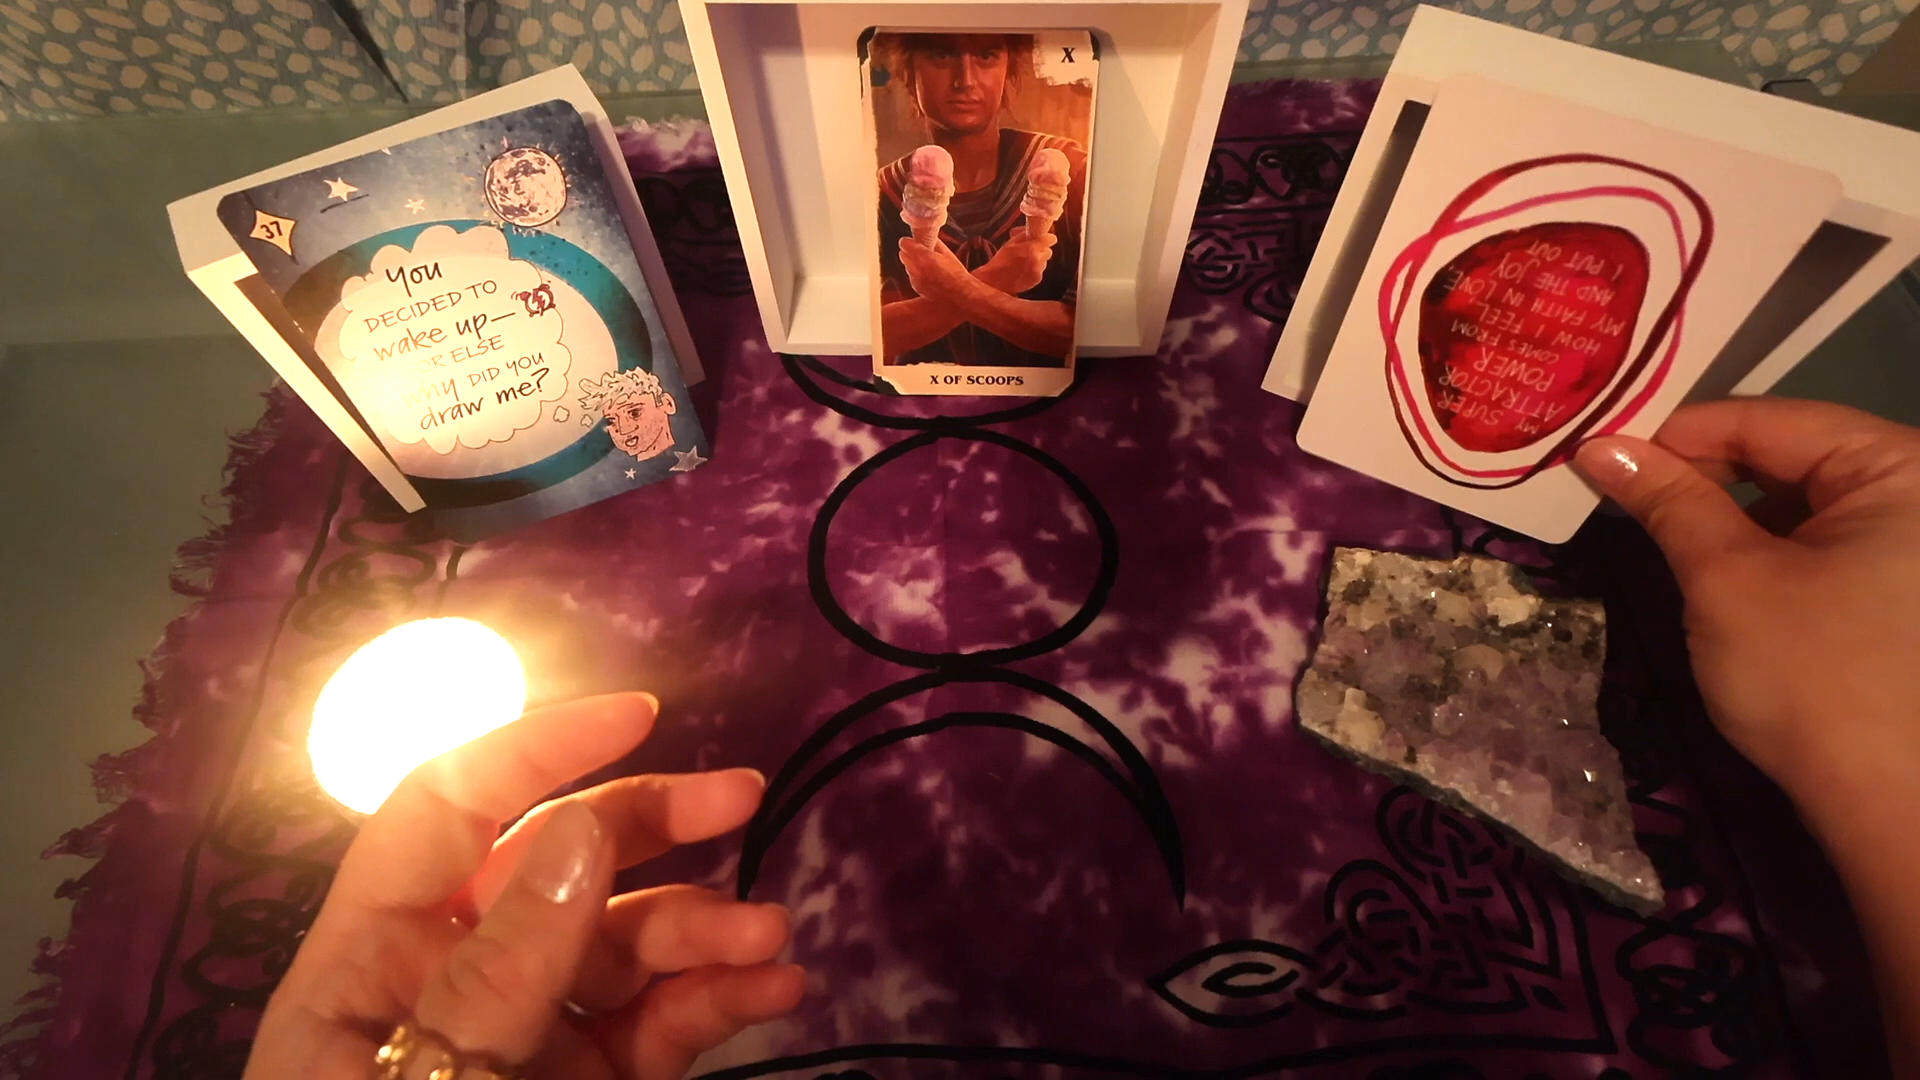 37
You
DECIDED TO
wake up—
OR ELSE
why DID YOU
draw me?
X
X OF SCOOPS
MY SUPER
ATTRACTOR
POWER
COMES FROM
HOW I FEEL,
MY FAITH IN LOVE,
AND THE JOY
I PUT OUT